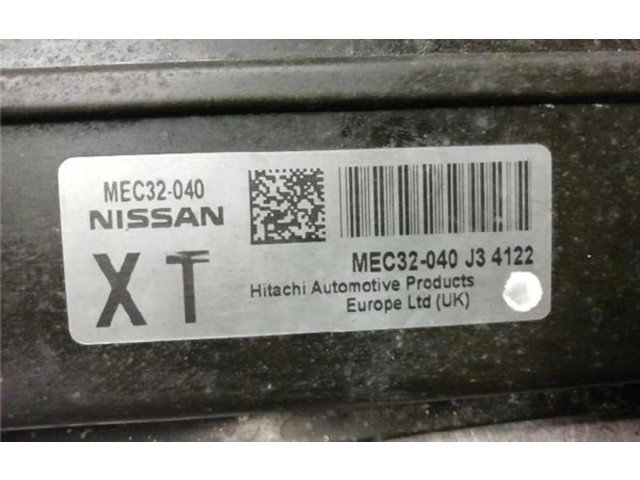 MEC32-040
NISSAN
XT
MEC32-040 J3 4122
Hitachi Automotive Products
Europe Ltd (UK)